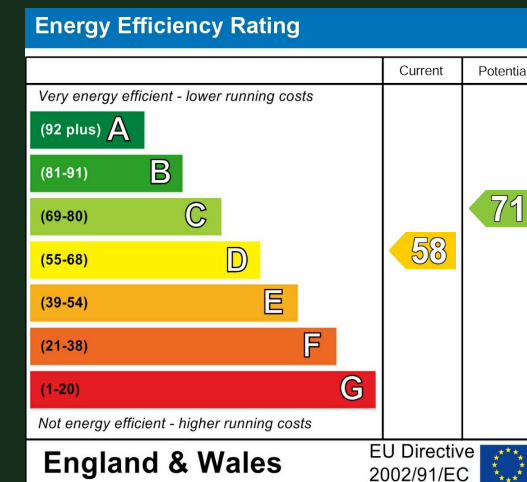 Energy Efficiency Rating
Current Potentia
Very energy efficient - lower running costs
(92 plus) A
(81-91) B
(69-80) C
71
(55-68) D
58
(39-54) E
(21-38) F
(1-20) G
Not energy efficient - higher running costs
England & Wales
EU Directive
2002/91/EC